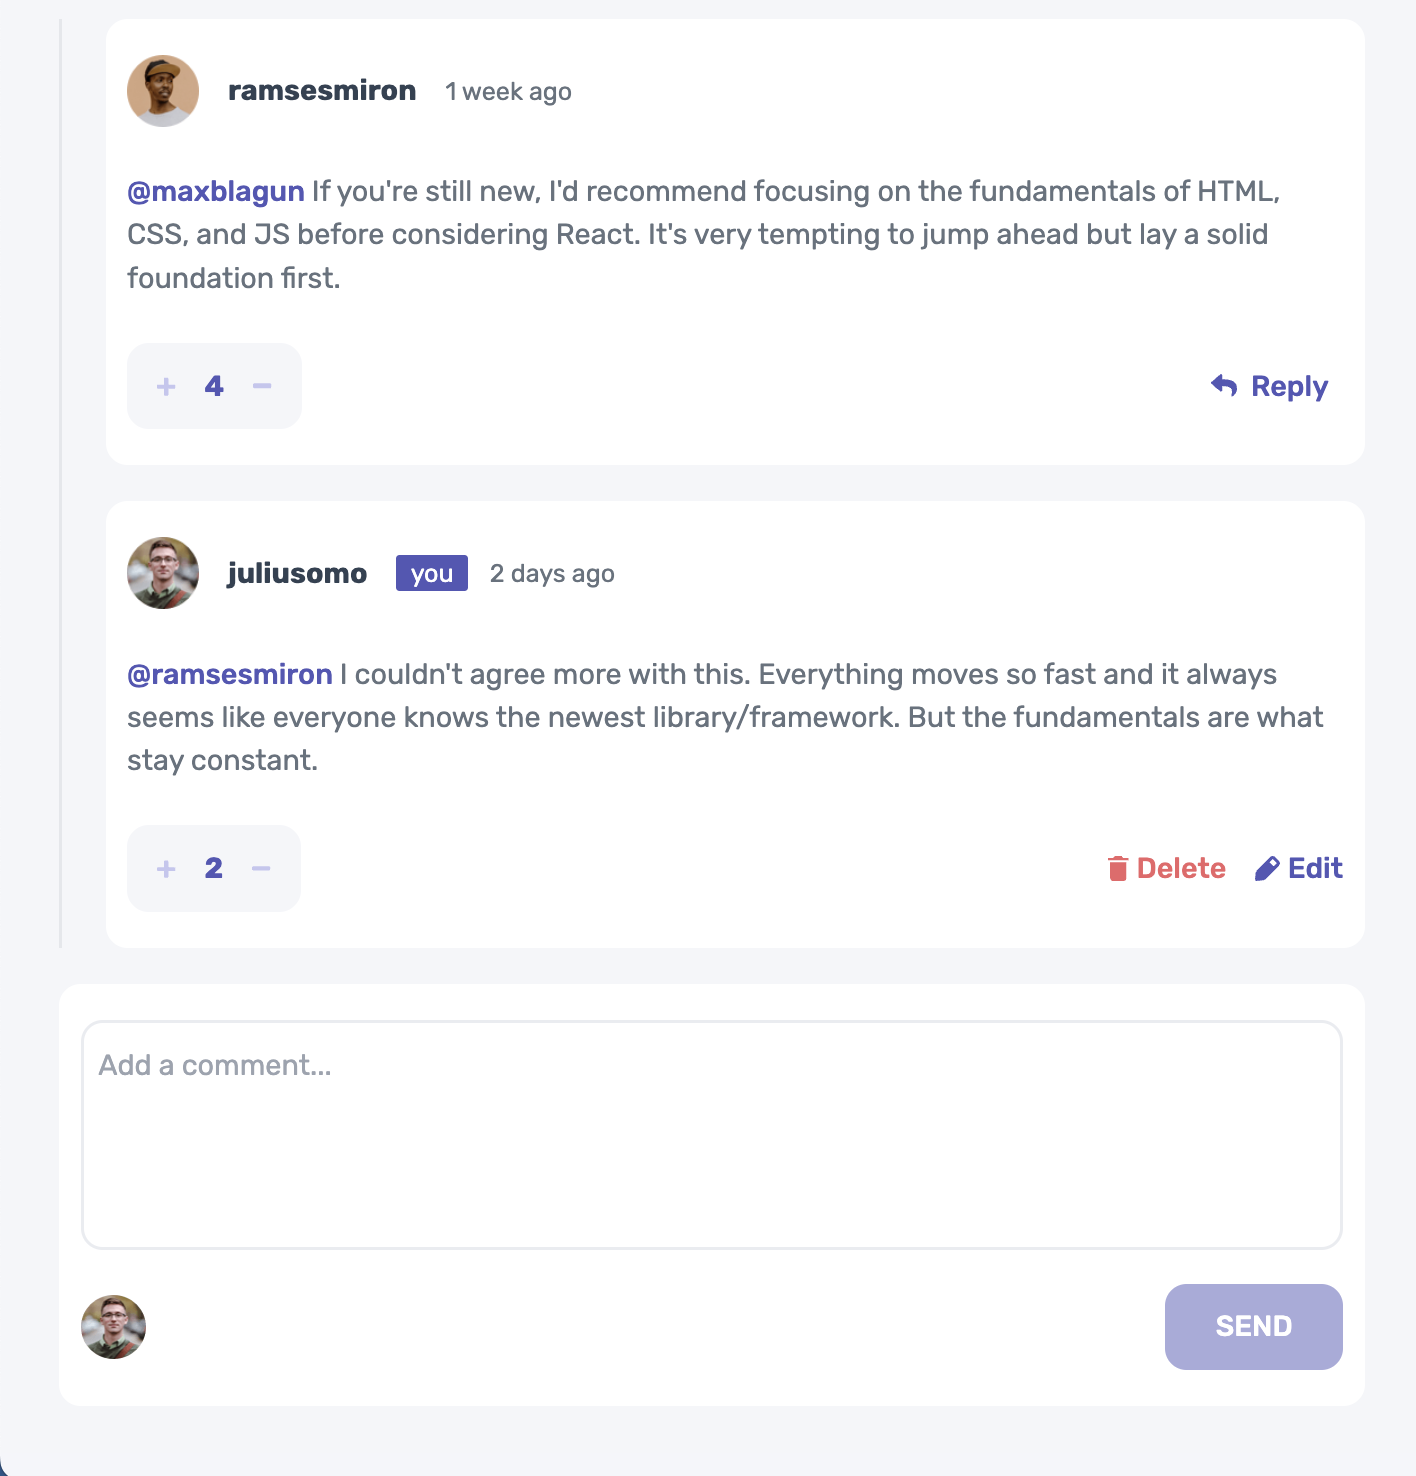 ramsesmiron 1 week ago
@maxblagun If you're still new, I'd recommend focusing on the fundamentals of HTML,
CSS, and JS before considering React. It's very tempting to jump ahead but lay a solid
foundation first.
+ 4 −
Reply
juliusomo you 2 days ago
@ramsesmiron I couldn't agree more with this. Everything moves so fast and it always
seems like everyone knows the newest library/framework. But the fundamentals are what
stay constant.
+ 2 −
Delete Edit
Add a comment...
SEND